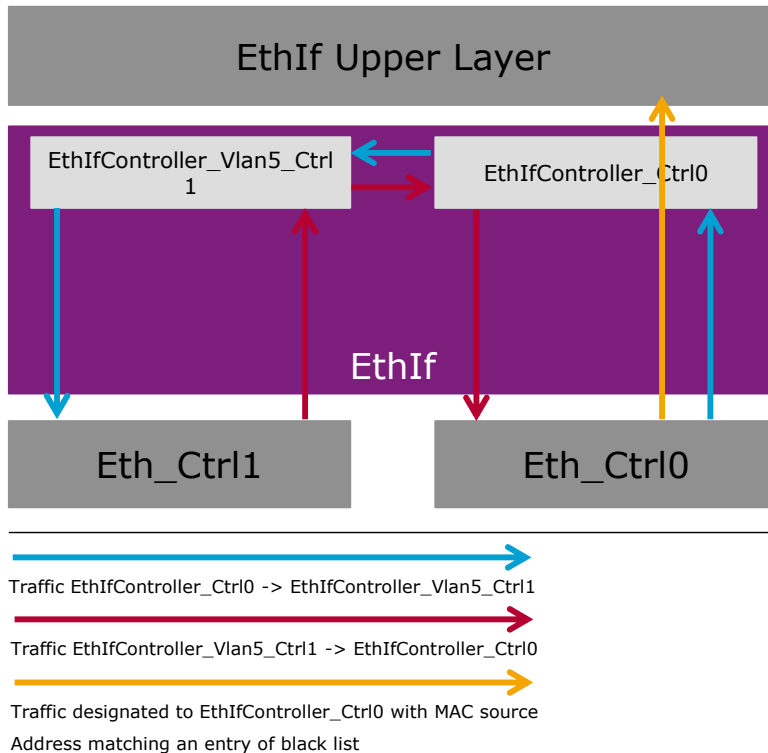 EthIf Upper Layer
EthIfController_Vlan5_Ctrl
1
EthIfController_Ctrl0
EthIf
Eth_Ctrl1
Eth_Ctrl0
Traffic EthIfController_Ctrl0 -> EthIfController_Vlan5_Ctrl1
Traffic EthIfController_Vlan5_Ctrl1 -> EthIfController_Ctrl0
Traffic designated to EthIfController_Ctrl0 with MAC source
Address matching an entry of black list